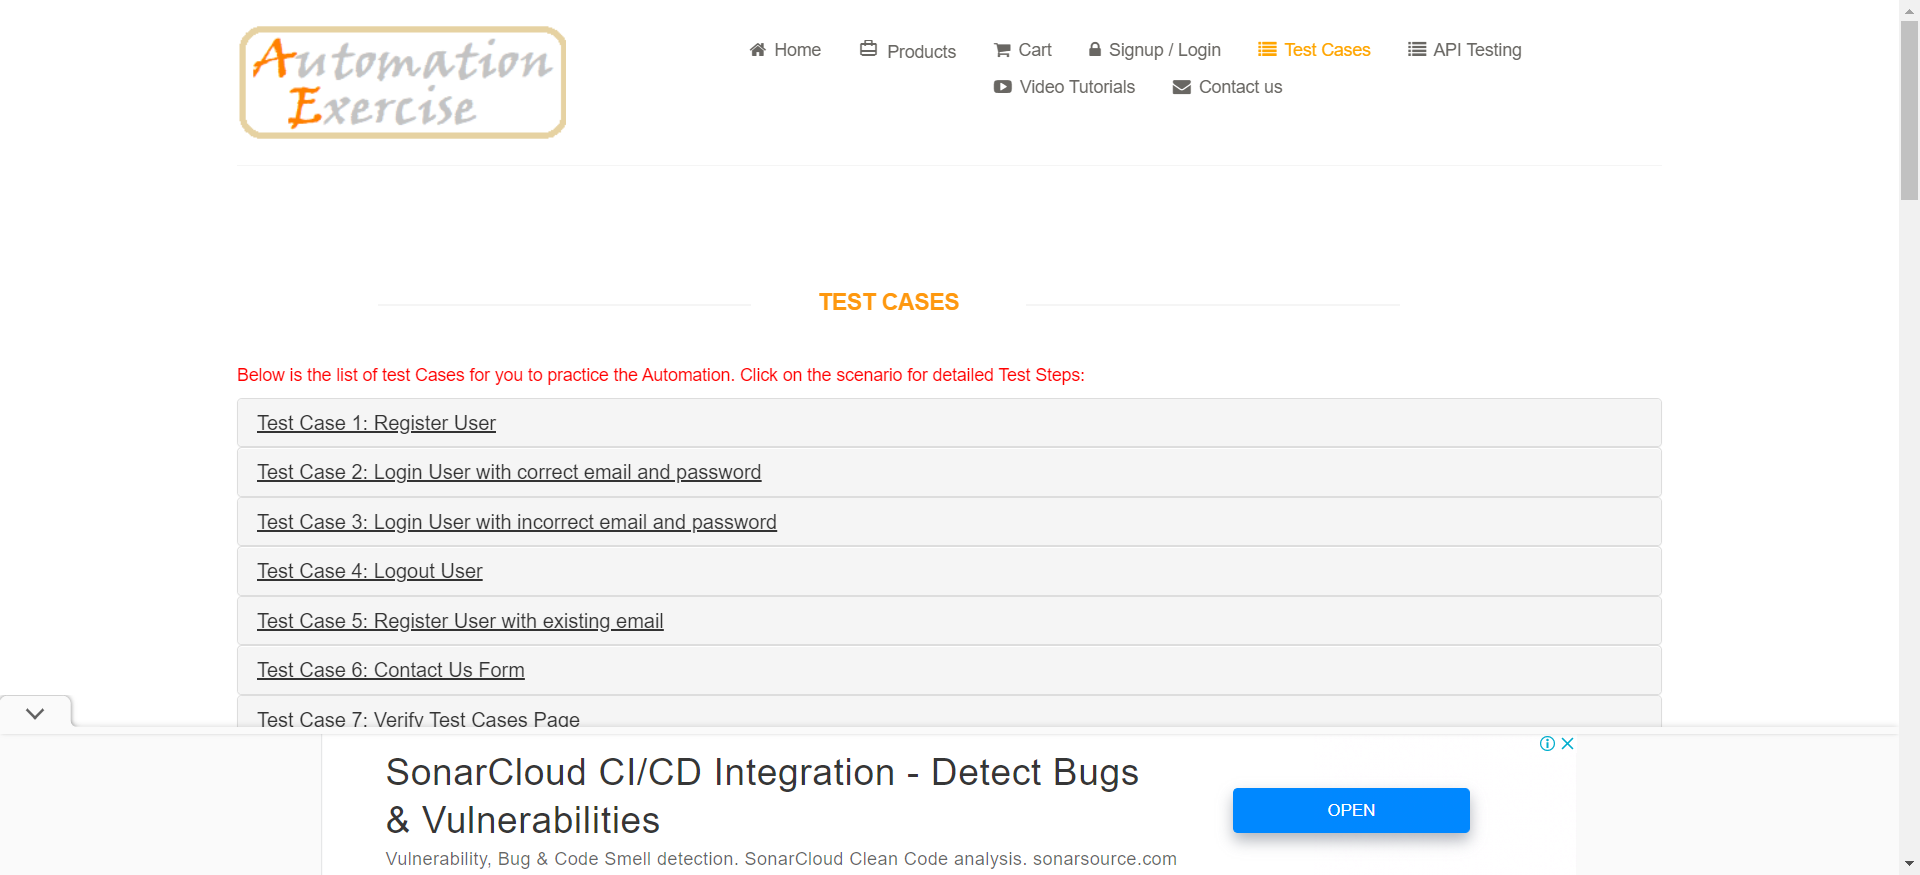 Automation
Exercise
Home
Products
Cart
Signup / Login
Test Cases
API Testing
Video Tutorials
Contact us
TEST CASES
Below is the list of test Cases for you to practice the Automation. Click on the scenario for detailed Test Steps:
Test Case 1: Register User
Test Case 2: Login User with correct email and password
Test Case 3: Login User with incorrect email and password
Test Case 4: Logout User
Test Case 5: Register User with existing email
Test Case 6: Contact Us Form
Test Case 7: Verify Test Cases Page
SonarCloud CI/CD Integration - Detect Bugs
& Vulnerabilities
OPEN
Vulnerability, Bug & Code Smell detection. SonarCloud Clean Code analysis. sonarsource.com